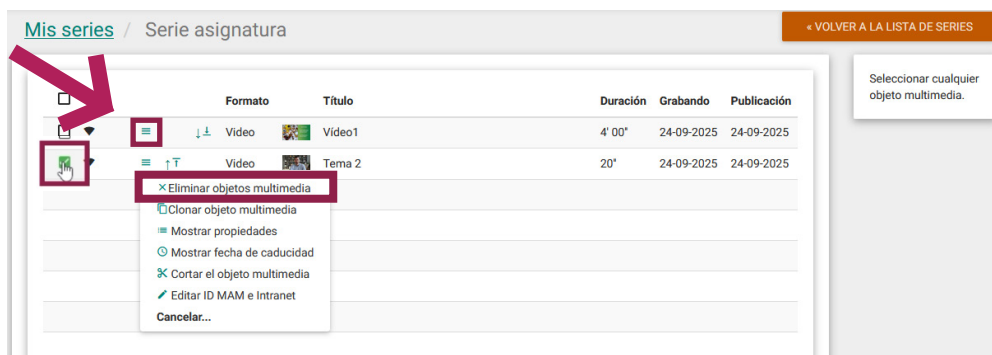 Mis series / Serie asignatura
« VOLVER A LA LISTA DE SERIES
Seleccionar cualquier
objeto multimedia.
Formato Título Duración Grabando Publicación
Video Vídeo1 4' 00" 24-09-2025 24-09-2025
Video Tema 2 20" 24-09-2025 24-09-2025
Eliminar objetos multimedia
Clonar objeto multimedia
Mostrar propiedades
Mostrar fecha de caducidad
Cortar el objeto multimedia
Editar ID MAM e Intranet
Cancelar...